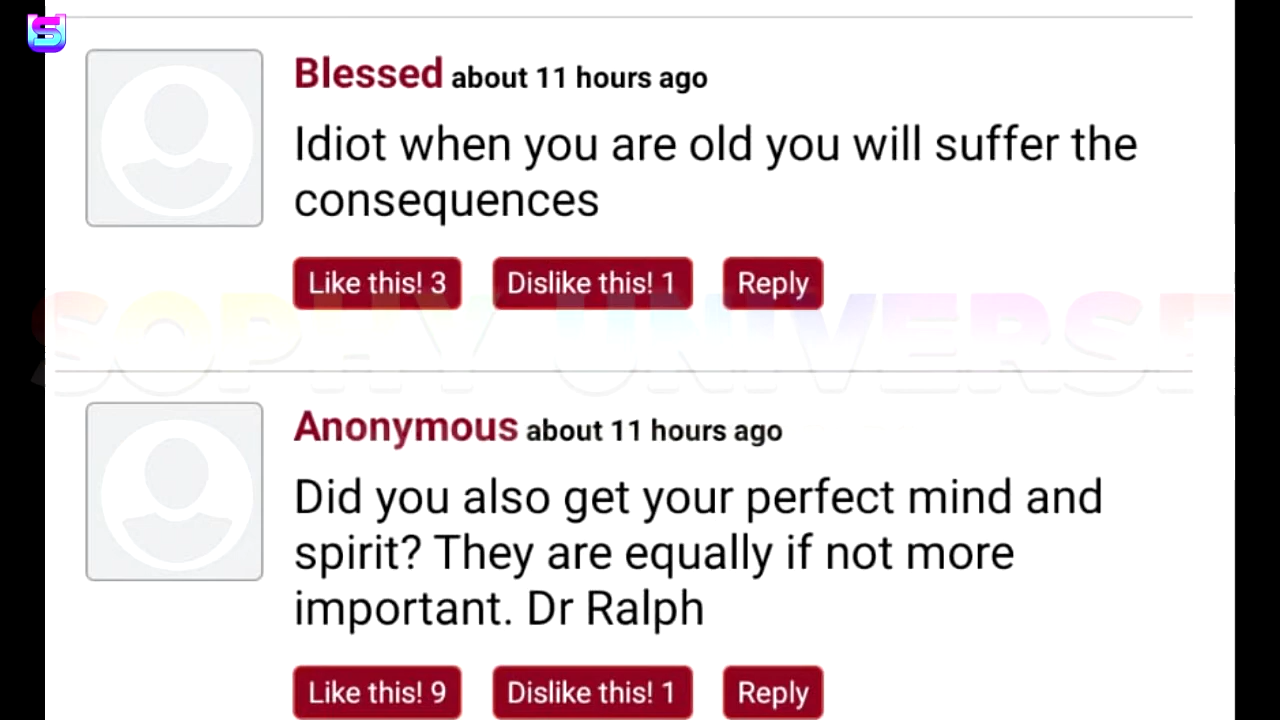 S
Blessed about 11 hours ago
Idiot when you are old you will suffer the
consequences
Like this! 3 Dislike this! 1 Reply
SOPHY UNIVERSE
Anonymous about 11 hours ago
Did you also get your perfect mind and
spirit? They are equally if not more
important. Dr Ralph
Like this! 9 Dislike this! 1 Reply